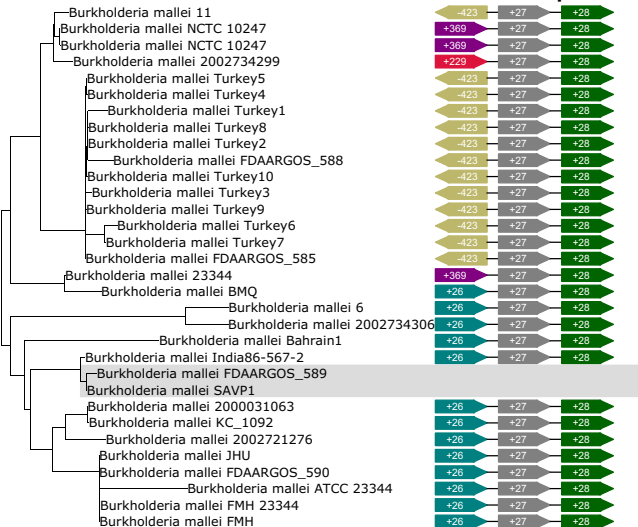 Burkholderia mallei 11 -423 +27 +28
Burkholderia mallei NCTC 10247 +369 +27 +28
Burkholderia mallei NCTC 10247 +369 +27 +28
Burkholderia mallei 2002734299 +229 +27 +28
Burkholderia mallei Turkey5 -423 +27 +28
Burkholderia mallei Turkey4 -423 +27 +28
Burkholderia mallei Turkey1 -423 +27 +28
Burkholderia mallei Turkey8 -423 +27 +28
Burkholderia mallei Turkey2 -423 +27 +28
Burkholderia mallei FDAARGOS_588 -423 +27 +28
Burkholderia mallei Turkey10 -423 +27 +28
Burkholderia mallei Turkey3 -423 +27 +28
Burkholderia mallei Turkey9 -423 +27 +28
Burkholderia mallei Turkey6 -423 +27 +28
Burkholderia mallei Turkey7 -423 +27 +28
Burkholderia mallei FDAARGOS_585 -423 +27 +28
Burkholderia mallei 23344 +369 +27 +28
Burkholderia mallei BMQ +26 +27 +28
Burkholderia mallei 6 +26 +27 +28
Burkholderia mallei 2002734306 +26 +27 +28
Burkholderia mallei Bahrain1 +26 +27 +28
Burkholderia mallei India86-567-2 +26 +27 +28
Burkholderia mallei FDAARGOS_589
Burkholderia mallei SAVP1
Burkholderia mallei 2000031063 +26 +27 +28
Burkholderia mallei KC_1092 +26 +27 +28
Burkholderia mallei 2002721276 +26 +27 +28
Burkholderia mallei JHU +26 +27 +28
Burkholderia mallei FDAARGOS_590 +26 +27 +28
Burkholderia mallei ATCC 23344 +26 +27 +28
Burkholderia mallei FMH 23344 +26 +27 +28
Burkholderia mallei FMH +26 +27 +28